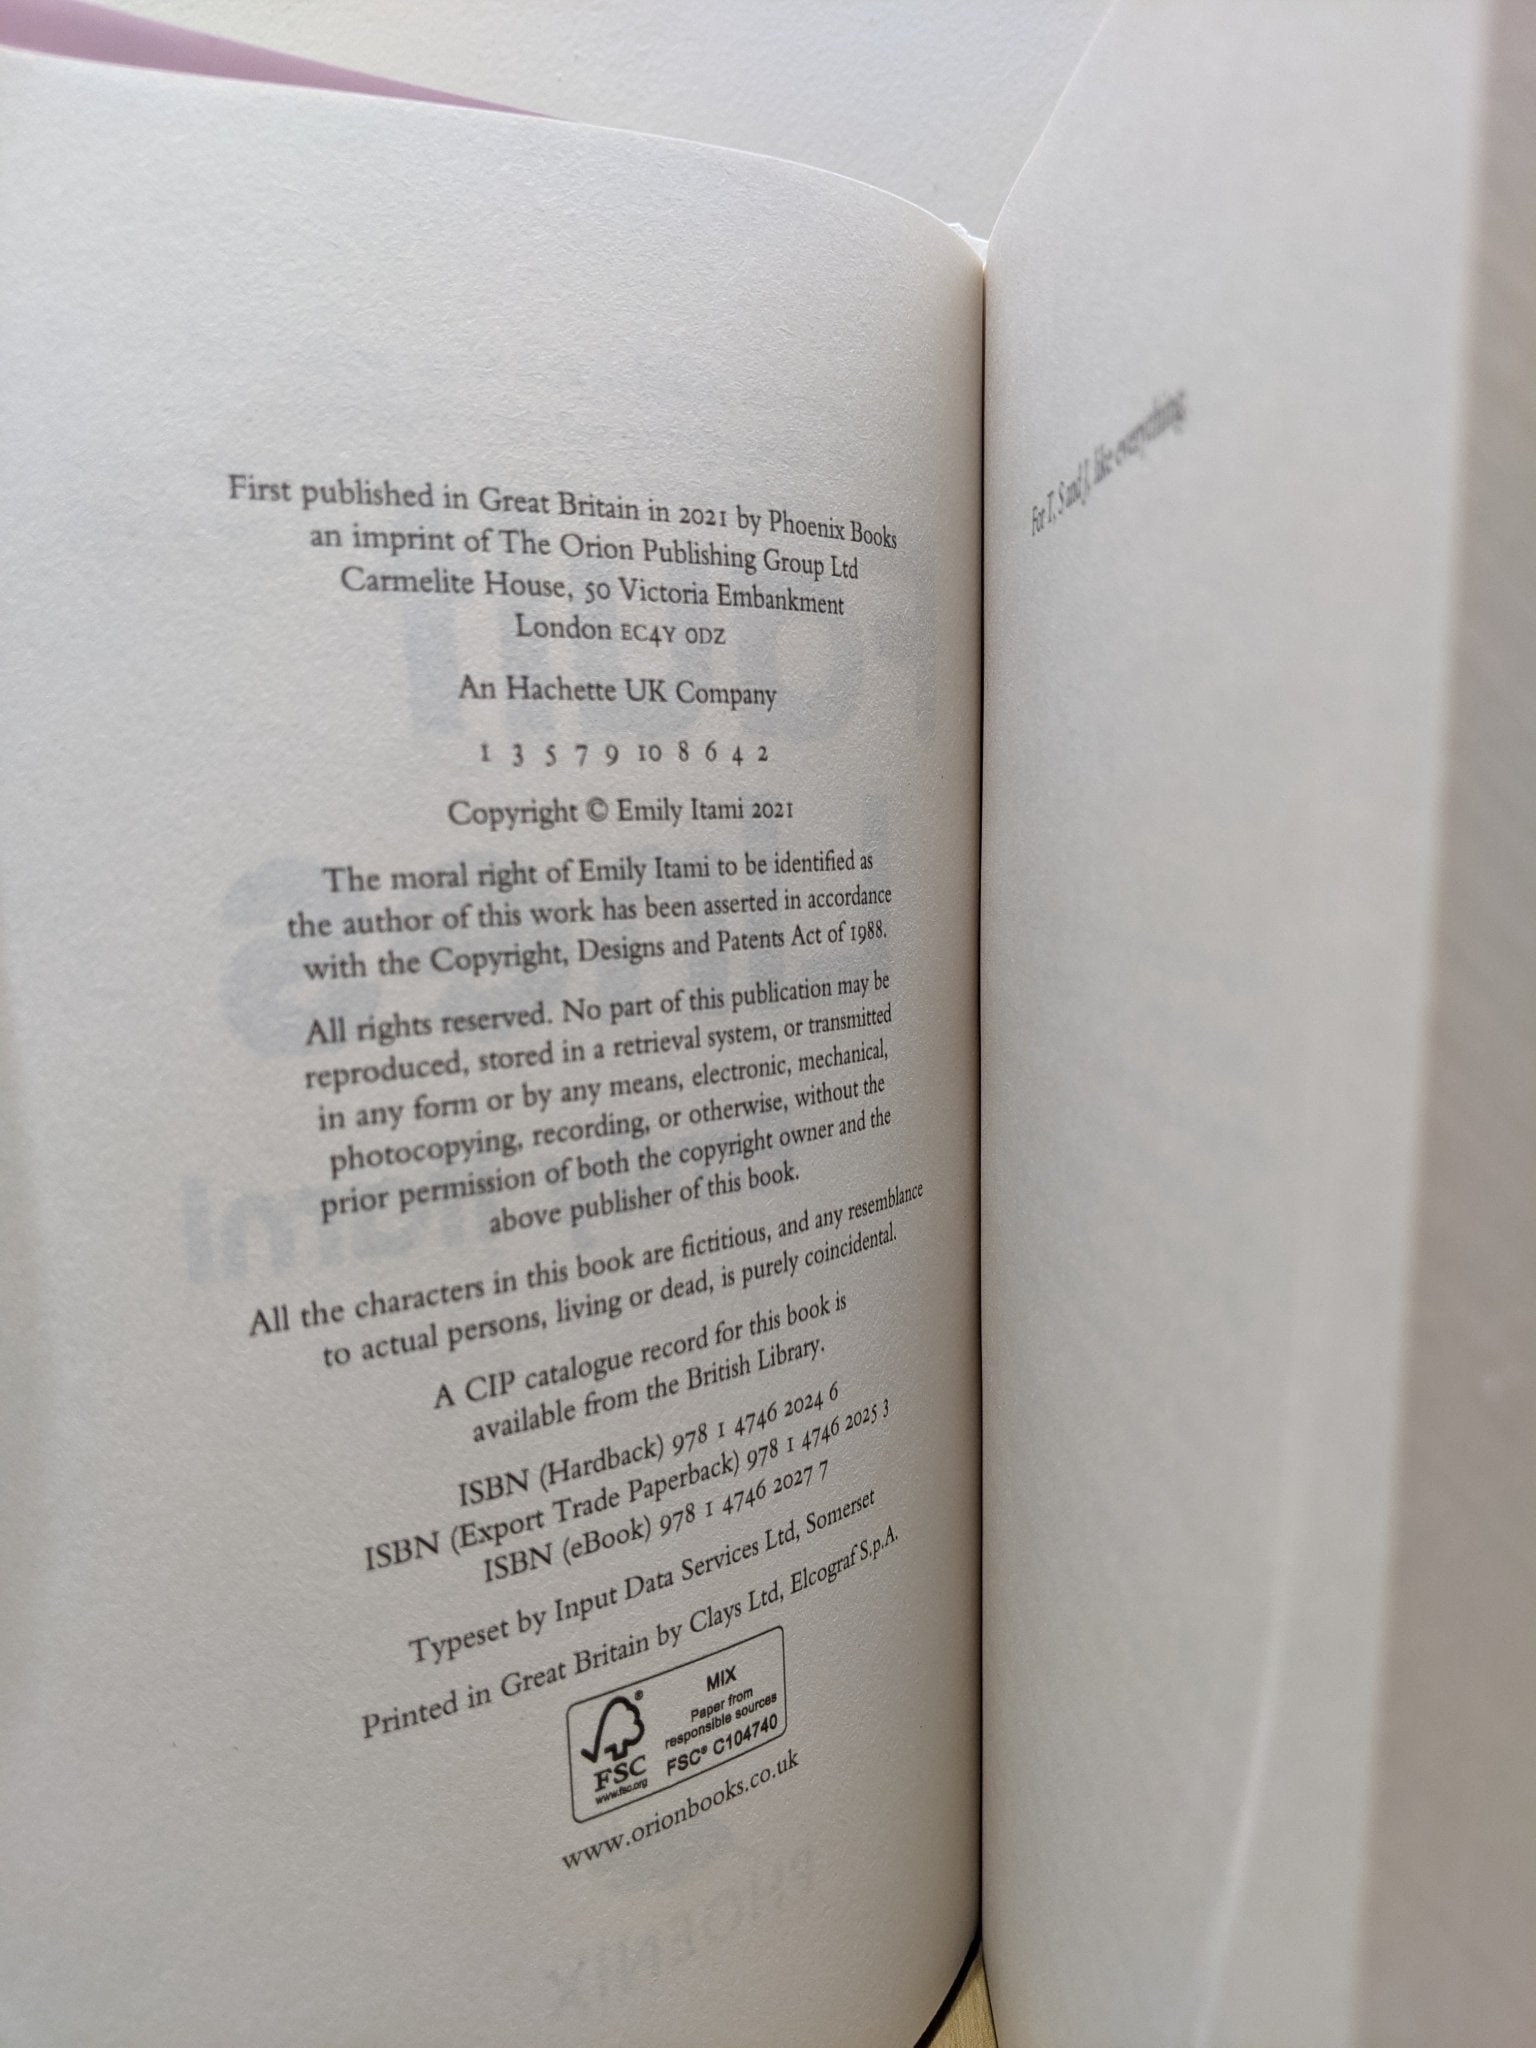 First published in Great Britain in 2021 by Phoenix Books
an imprint of The Orion Publishing Group Ltd
Carmelite House, 50 Victoria Embankment
London EC4Y 0DZ
An Hachette UK Company
1 3 5 7 9 10 8 6 4 2
Copyright © Emily Itami 2021
The moral right of Emily Itami to be identified as
the author of this work has been asserted in accordance
with the Copyright, Designs and Patents Act of 1988.
All rights reserved. No part of this publication may be
reproduced, stored in a retrieval system, or transmitted
in any form or by any means, electronic, mechanical,
photocopying, recording, or otherwise, without the
prior permission of both the copyright owner and the
above publisher of this book.
All the characters in this book are fictitious, and any resemblance
to actual persons, living or dead, is purely coincidental.
A CIP catalogue record for this book is
available from the British Library.
ISBN (Hardback) 978 1 4746 2024 6
ISBN (Export Trade Paperback) 978 1 4746 2025 3
ISBN (eBook) 978 1 4746 2027 7
Typeset by Input Data Services Ltd, Somerset
Printed in Great Britain by Clays Ltd, Elcograf S.p.A.
FSC®
www.fsc.org
MIX
Paper from
responsible sources
FSC® C104740
www.orionbooks.co.uk
For T, S and J, like everything